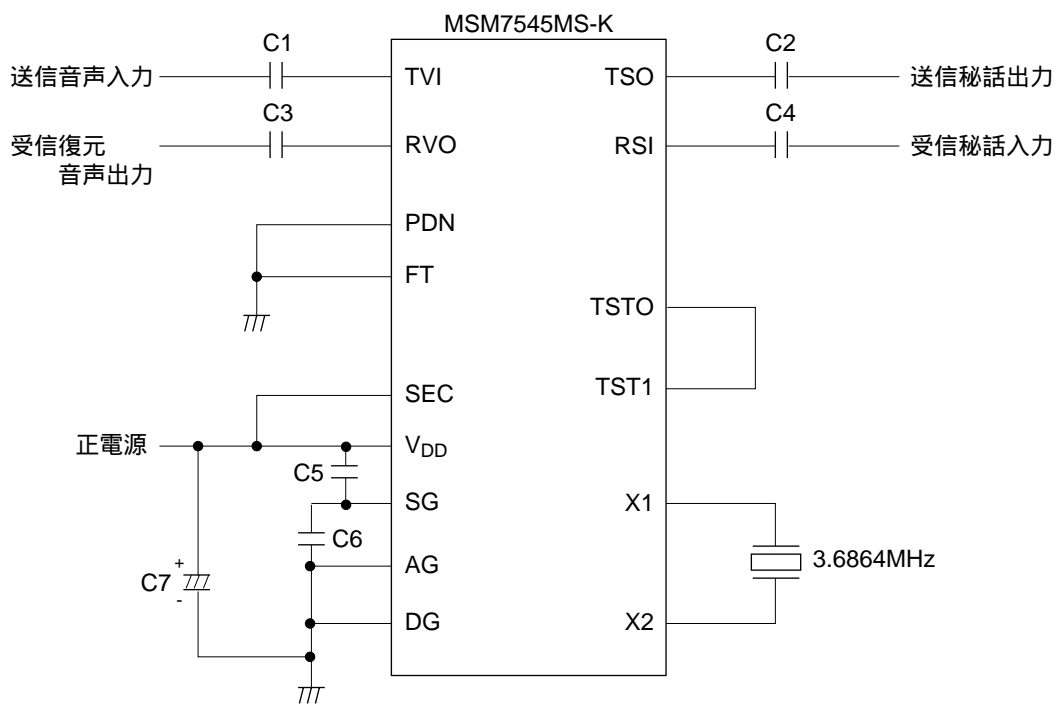 MSM7545MS-K
C1
C2
送信音声入力
TVI
TSO
送信秘話出力
C3
C4
受信復元
音声出力
RVO
RSI
受信秘話入力
PDN
FT
TSTO
TST1
SEC
正電源
VDD
C5
SG
X1
C6
3.6864MHz
AG
C7
+
-
DG
X2